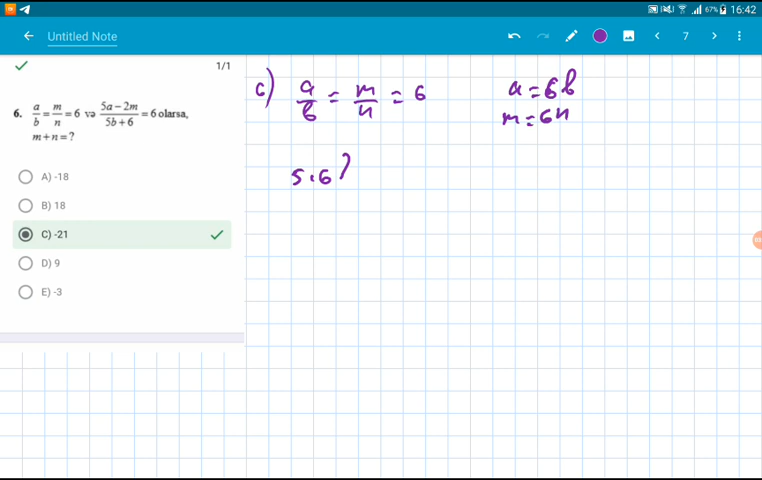 67% 16:42
Untitled Note
7
1/1
6. a/b = m/n = 6 və (5a − 2m)/(5b + 6) = 6 olarsa,
m + n = ?
A) -18
B) 18
C) -21
D) 9
E) -3
c) a/b = m/n = 6
a = 6b
m = 6n
5·6